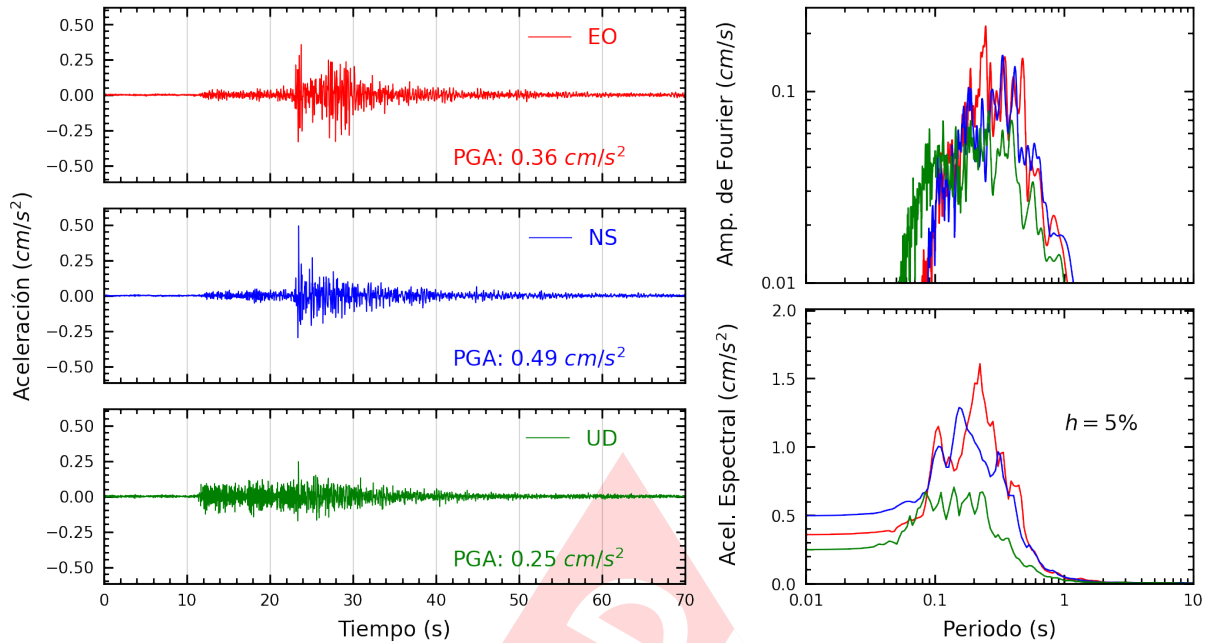 Aceleración (cm/s²)
0.50
0.25
0.00
−0.25
−0.50
EO
PGA: 0.36 cm/s²
0.50
0.25
0.00
−0.25
−0.50
NS
PGA: 0.49 cm/s²
0.50
0.25
0.00
−0.25
−0.50
UD
PGA: 0.25 cm/s²
0 10 20 30 40 50 60 70
Tiempo (s)
Amp. de Fourier (cm/s)
0.1
0.01
Acel. Espectral (cm/s²)
2.0
1.5
1.0
0.5
0.0
h = 5%
0.01 0.1 1 10
Periodo (s)